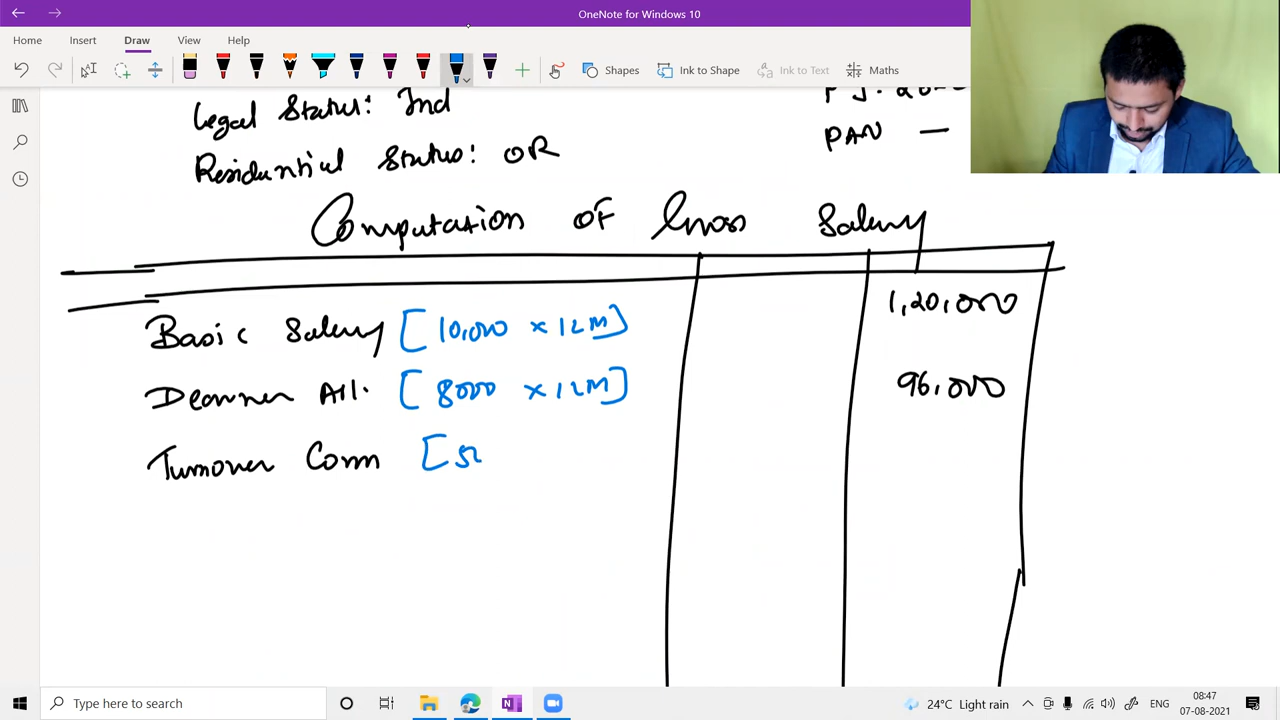 OneNote for Windows 10
Home Insert Draw View Help
Shapes Ink to Shape Ink to Text Maths
Legal Status: Ind
PAN —
Residential Status: OR
Computation of Gross Salary
1,20,000
Basic Salary [10,000 x 12M]
Dearness All. [8000 x 12M] 96,000
Turnover Comm [50
Type here to search
24°C Light rain
ENG
08:47
07-08-2021